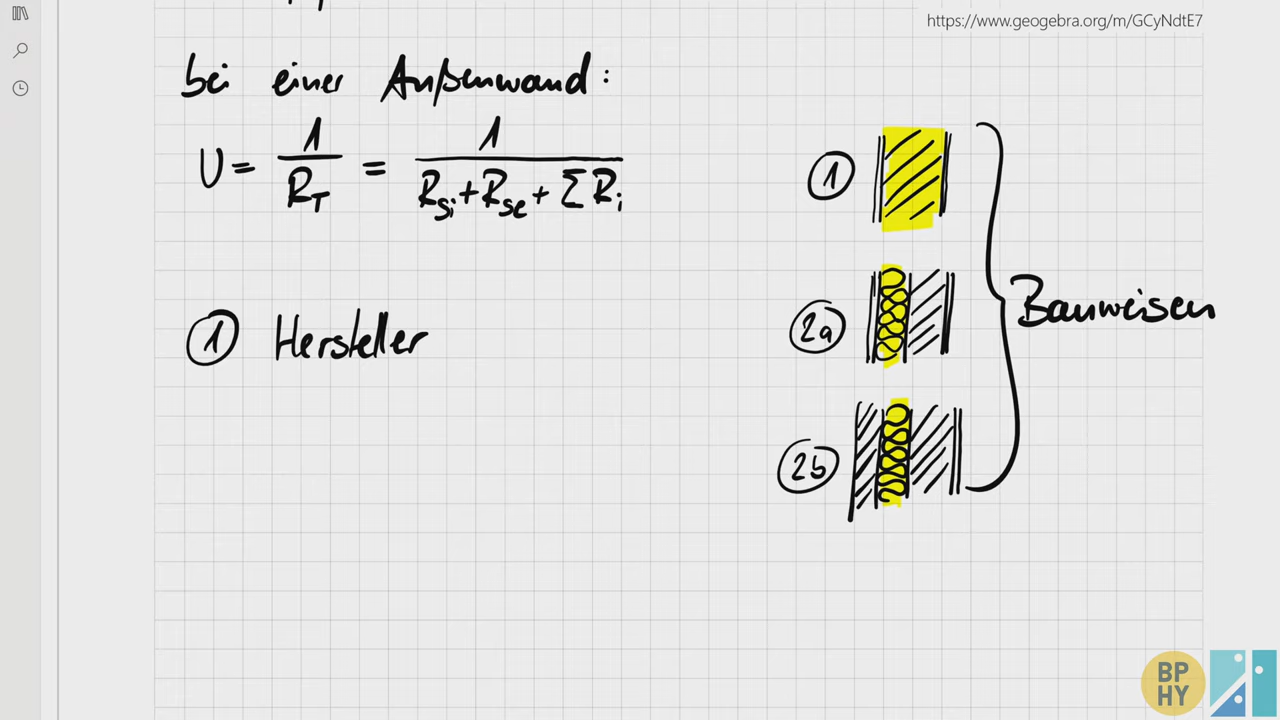 https://www.geogebra.org/m/GCyNdtE7
bei einer Außenwand:
U = 1/R_T = 1/(R_si + R_se + Σ R_i)
① Hersteller
①
2a
2b
Bauweisen
BP
HY